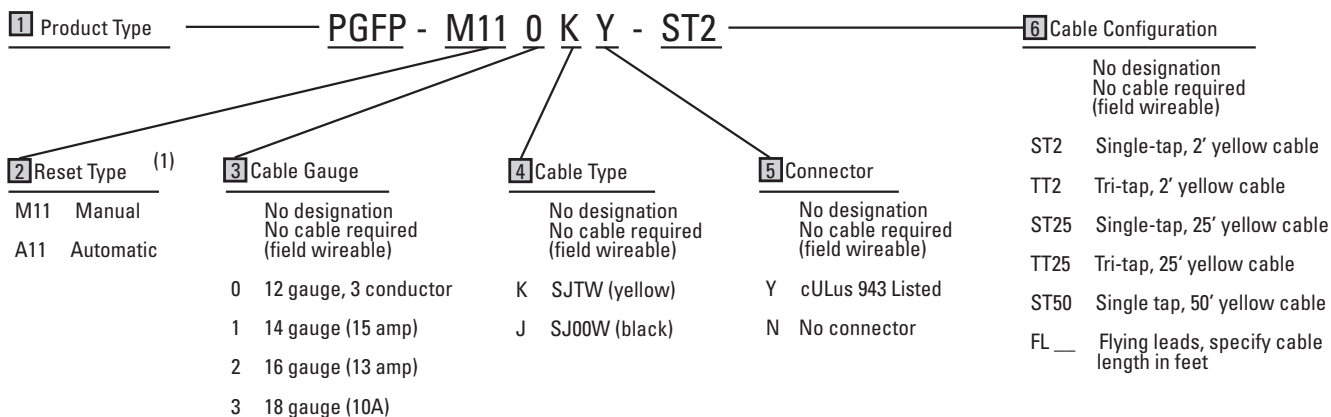 1 Product Type
PGFP - M11 0 K Y - ST2
6 Cable Configuration
No designation
No cable required
(field wireable)
ST2 Single-tap, 2′ yellow cable
TT2 Tri-tap, 2′ yellow cable
ST25 Single-tap, 25′ yellow cable
TT25 Tri-tap, 25′ yellow cable
ST50 Single tap, 50′ yellow cable
FL __ Flying leads, specify cable
length in feet
2 Reset Type (1)
M11 Manual
A11 Automatic
3 Cable Gauge
No designation
No cable required
(field wireable)
0 12 gauge, 3 conductor
1 14 gauge (15 amp)
2 16 gauge (13 amp)
3 18 gauge (10A)
4 Cable Type
No designation
No cable required
(field wireable)
K SJTW (yellow)
J SJ00W (black)
5 Connector
No designation
No cable required
(field wireable)
Y cULus 943 Listed
N No connector